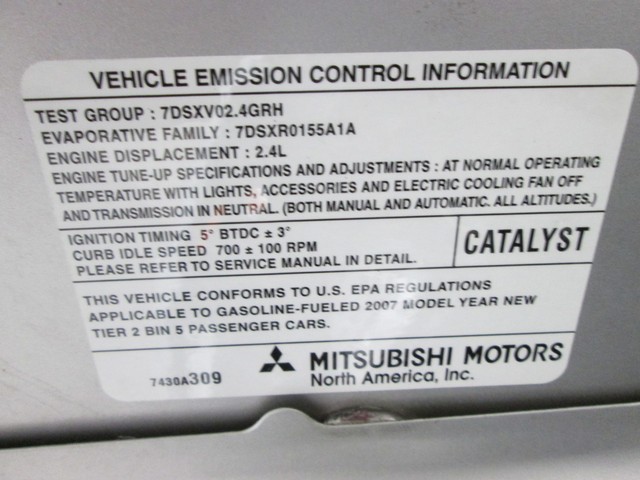 VEHICLE EMISSION CONTROL INFORMATION
TEST GROUP : 7DSXV02.4GRH
EVAPORATIVE FAMILY : 7DSXR0155A1A
ENGINE DISPLACEMENT : 2.4L
ENGINE TUNE-UP SPECIFICATIONS AND ADJUSTMENTS : AT NORMAL OPERATING
TEMPERATURE WITH LIGHTS, ACCESSORIES AND ELECTRIC COOLING FAN OFF
AND TRANSMISSION IN NEUTRAL. (BOTH MANUAL AND AUTOMATIC. ALL ALTITUDES.)
IGNITION TIMING 5° BTDC ± 3°
CURB IDLE SPEED 700 ± 100 RPM
PLEASE REFER TO SERVICE MANUAL IN DETAIL.
CATALYST
THIS VEHICLE CONFORMS TO U.S. EPA REGULATIONS
APPLICABLE TO GASOLINE-FUELED 2007 MODEL YEAR NEW
TIER 2 BIN 5 PASSENGER CARS.
7430A309
MITSUBISHI MOTORS
North America, Inc.